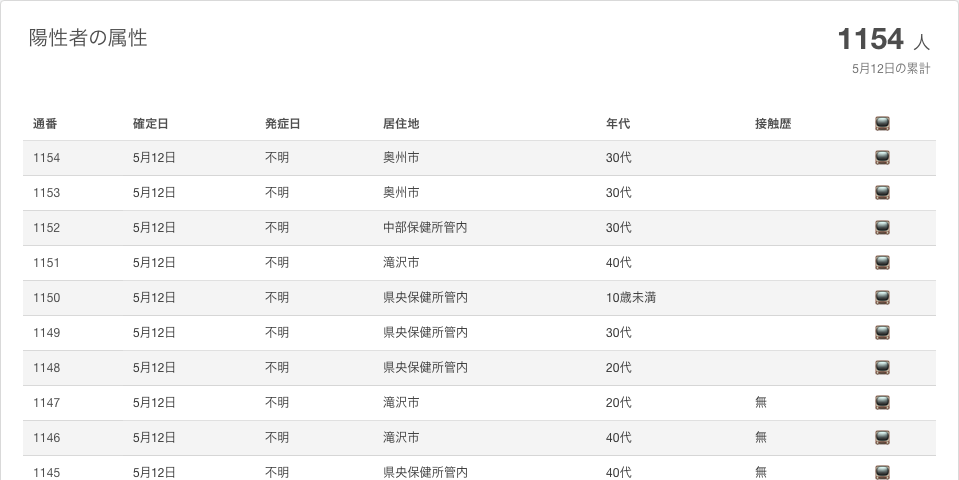 陽性者の属性
1154 人
5月12日の累計
通番 確定日 発症日 居住地 年代 接触歴
1154 5月12日 不明 奥州市 30代
1153 5月12日 不明 奥州市 30代
1152 5月12日 不明 中部保健所管内 30代
1151 5月12日 不明 滝沢市 40代
1150 5月12日 不明 県央保健所管内 10歳未満
1149 5月12日 不明 県央保健所管内 30代
1148 5月12日 不明 県央保健所管内 20代
1147 5月12日 不明 滝沢市 20代 無
1146 5月12日 不明 滝沢市 40代 無
1145 5月12日 不明 県央保健所管内 40代 無